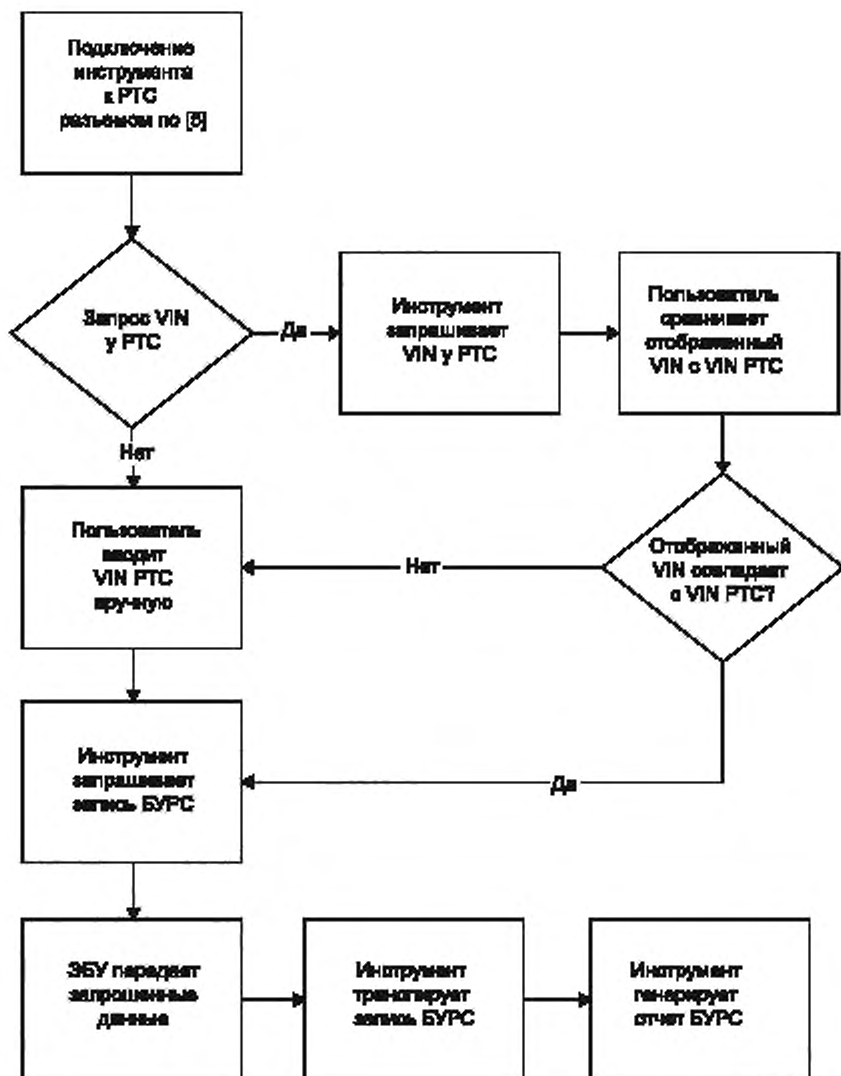 Подключение
инструмента
к РТС
разъемом по [5]
Запрос VIN
у РТС
Да
Инструмент
запрашивает
VIN у РТС
Пользователь
сравнивает
отображенный
VIN с VIN РТС
Нет
Пользователь
вводит
VIN РТС
вручную
Нет
Отображенный
VIN совпадает
с VIN РТС?
Инструмент
запрашивает
запись БУРС
Да
ЭБУ передает
запрошенные
данные
Инструмент
транслирует
запись БУРС
Инструмент
генерирует
отчет БУРС